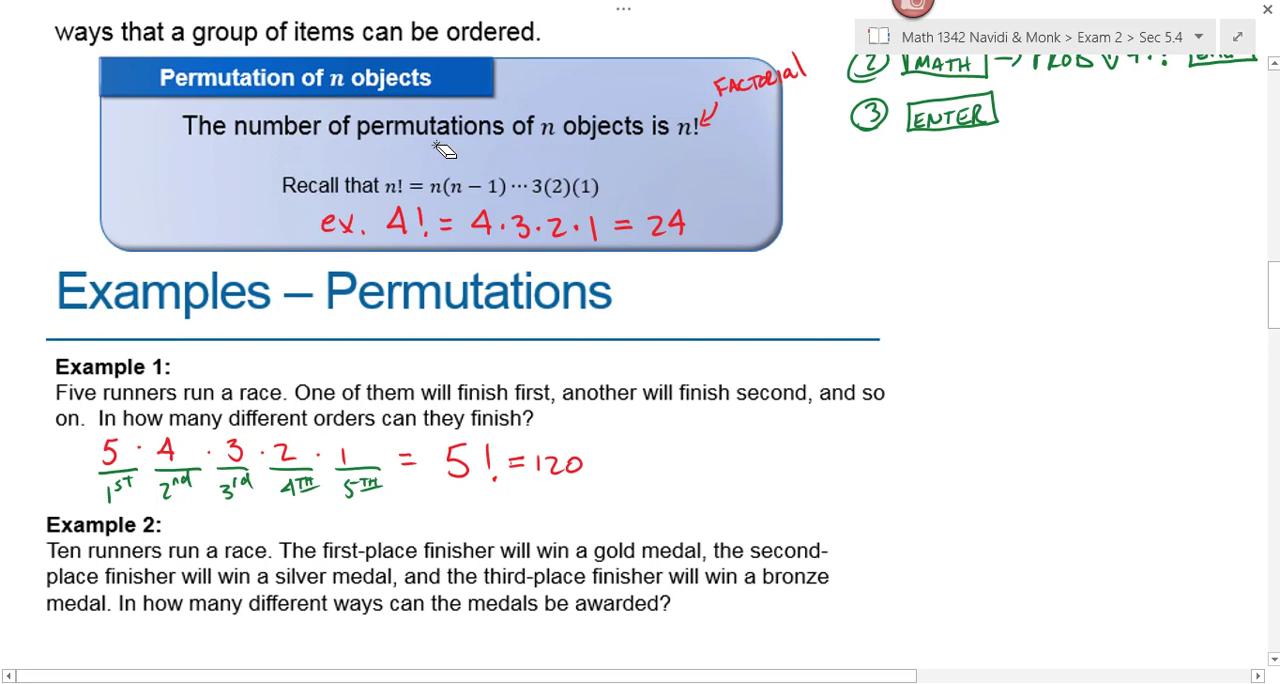 ...
ways that a group of items can be ordered.
Math 1342 Navidi & Monk > Exam 2 > Sec 5.4
Permutation of n objects
FACTORIAL
② MATH → PROB ↓ 4: !
The number of permutations of n objects is n!
③ ENTER
Recall that n! = n(n − 1) ⋯ 3(2)(1)
ex. 4! = 4 · 3 · 2 · 1 = 24
Examples – Permutations
Example 1:
Five runners run a race. One of them will finish first, another will finish second, and so
on. In how many different orders can they finish?
5 · 4 · 3 · 2 · 1 = 5! = 120
1st 2nd 3rd 4TH 5TH
Example 2:
Ten runners run a race. The first-place finisher will win a gold medal, the second-
place finisher will win a silver medal, and the third-place finisher will win a bronze
medal. In how many different ways can the medals be awarded?